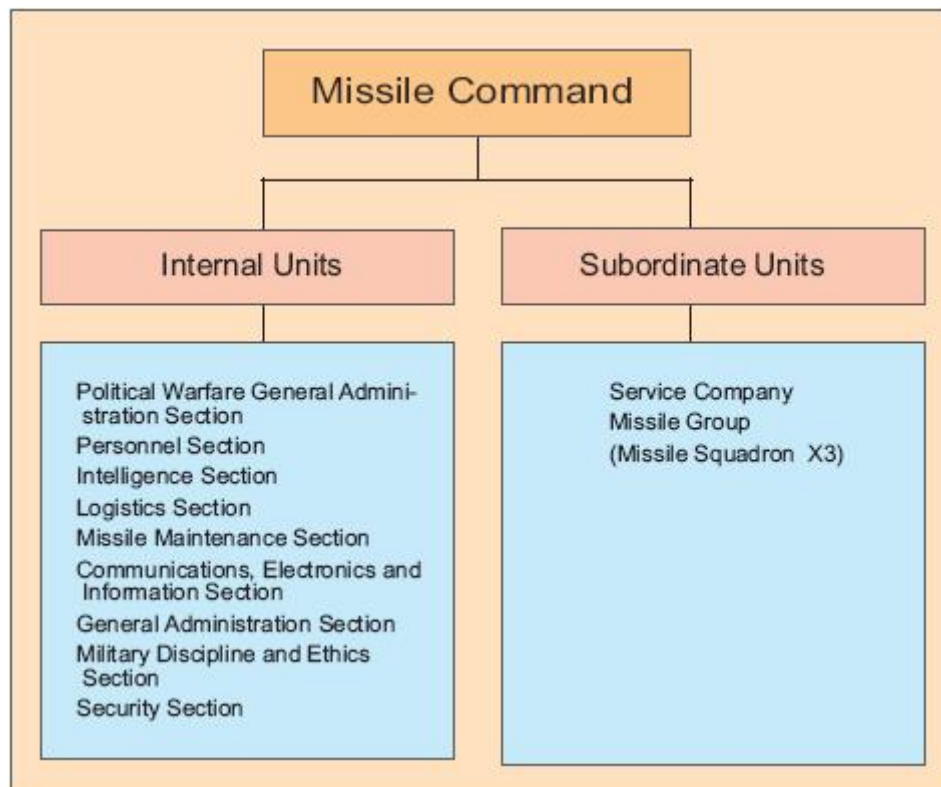 Missile Command
Internal Units
Political Warfare General Admini-
stration Section
Personnel Section
Intelligence Section
Logistics Section
Missile Maintenance Section
Communications, Electronics and
Information Section
General Administration Section
Military Discipline and Ethics
Section
Security Section
Subordinate Units
Service Company
Missile Group
(Missile Squadron X3)